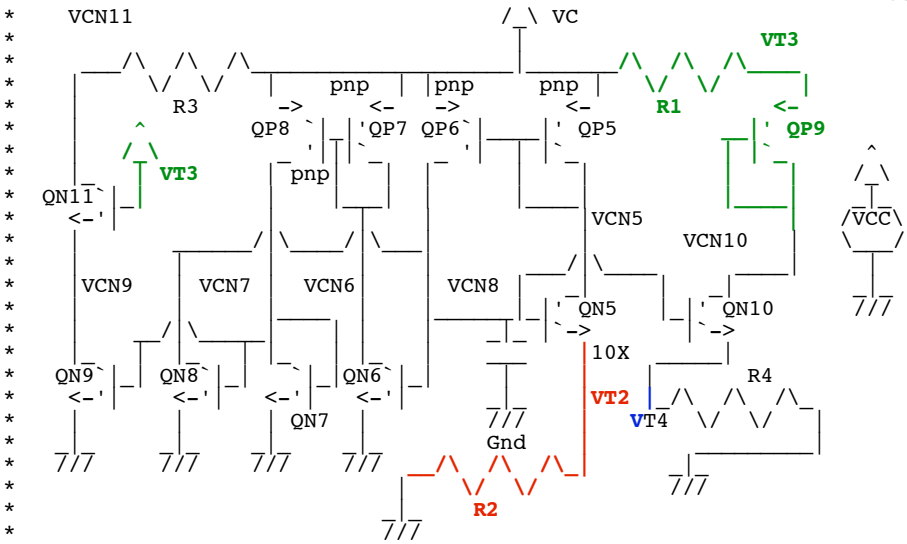 VCN11 VC
VT3
pnp pnp pnp
R3 R1
QP8 QP7 QP6 QP5 QP9
VT3 pnp
QN11 VCN5 VCC
VCN10
VCN9 VCN7 VCN6 VCN8
QN5 QN10
10X
QN9 QN8 QN6 R4
QN7 VT2 VT4
Gnd
R2